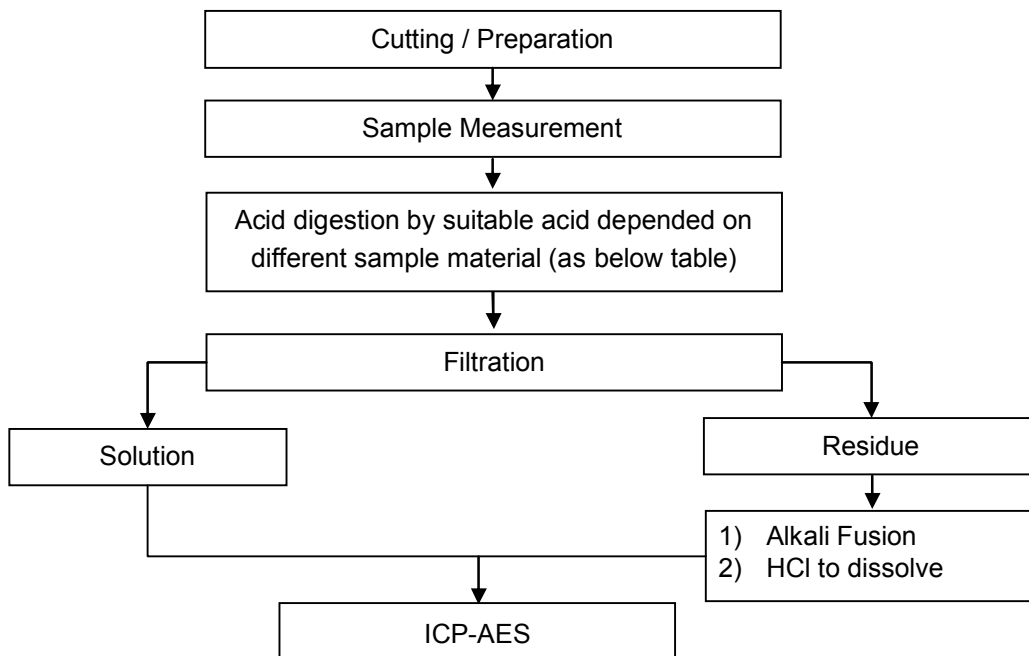 Cutting / Preparation
Sample Measurement
Acid digestion by suitable acid depended on
different sample material (as below table)
Filtration
Solution
Residue
1) Alkali Fusion
2) HCl to dissolve
ICP-AES